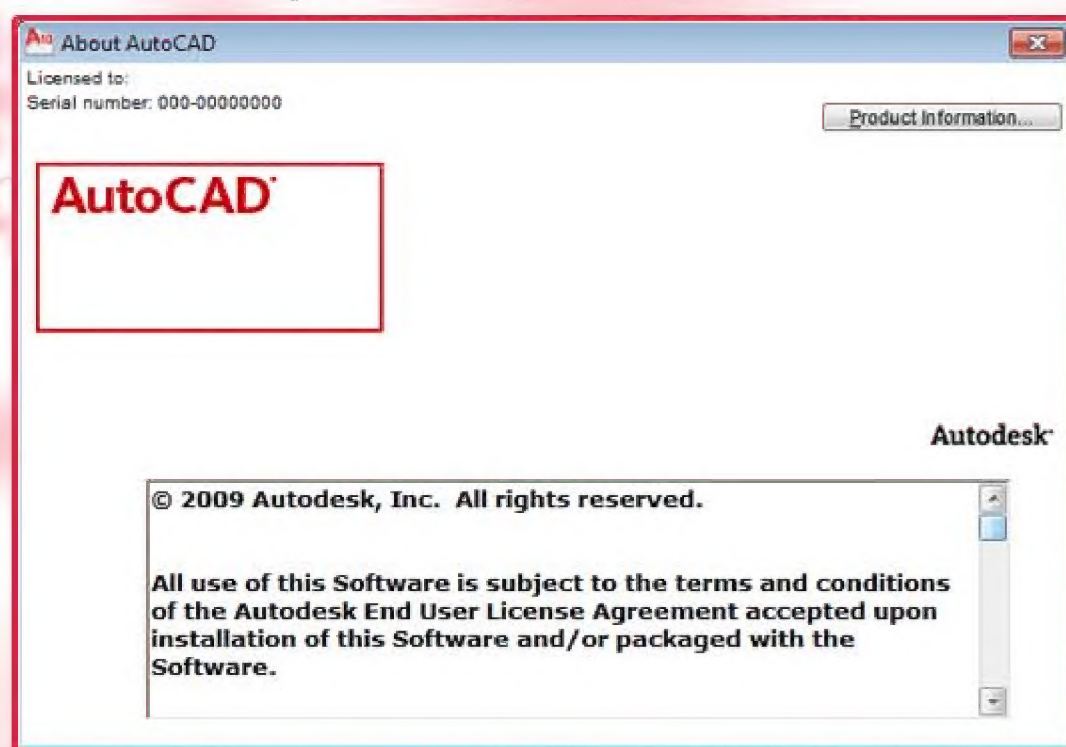 About AutoCAD
Licensed to:
Serial number: 000-00000000
Product Information...
AutoCAD
Autodesk
© 2009 Autodesk, Inc. All rights reserved.
All use of this Software is subject to the terms and conditions
of the Autodesk End User License Agreement accepted upon
installation of this Software and/or packaged with the
Software.